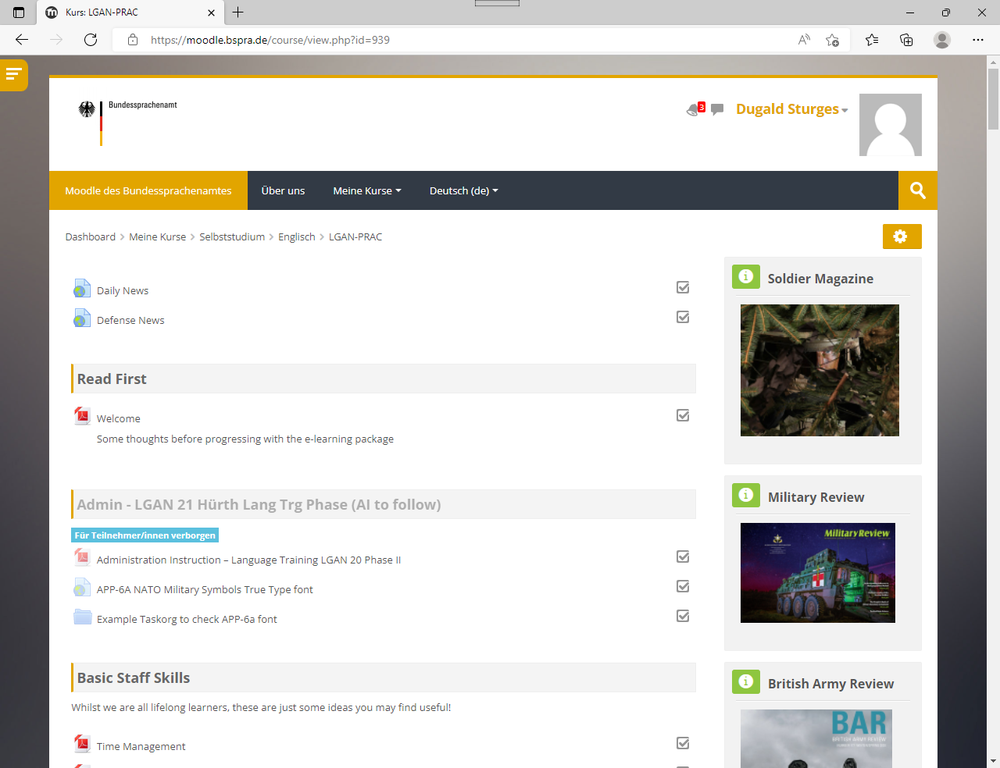 Kurs: LGAN-PRAC
https://moodle.bspra.de/course/view.php?id=939
Bundessprachenamt
3
Dugald Sturges
Moodle des Bundessprachenamtes
Über uns
Meine Kurse
Deutsch (de)
Dashboard > Meine Kurse > Selbststudium > Englisch > LGAN-PRAC
Daily News
Defense News
Read First
Welcome
Some thoughts before progressing with the e-learning package
Admin - LGAN 21 Hürth Lang Trg Phase (AI to follow)
Für Teilnehmer/innen verborgen
Administration Instruction – Language Training LGAN 20 Phase II
APP-6A NATO Military Symbols True Type font
Example Taskorg to check APP-6a font
Basic Staff Skills
Whilst we are all lifelong learners, these are just some ideas you may find useful!
Time Management
Soldier Magazine
Military Review
Military Review
British Army Review
BAR
BRITISH ARMY REVIEW